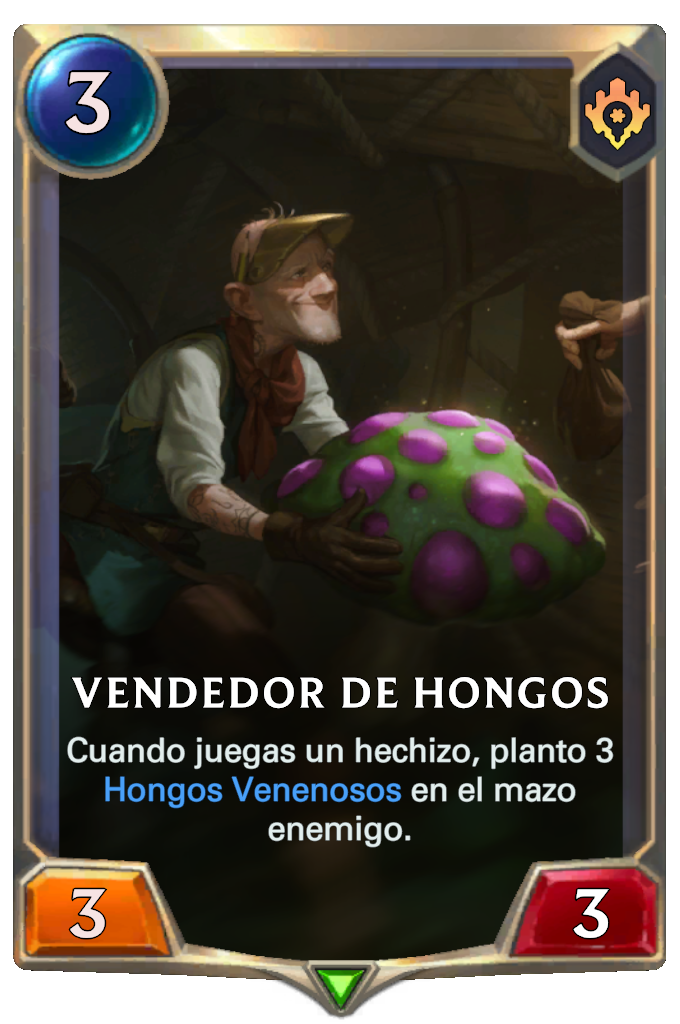 3
VENDEDOR DE HONGOS
Cuando juegas un hechizo, planto 3
Hongos Venenosos en el mazo
enemigo.
3
3